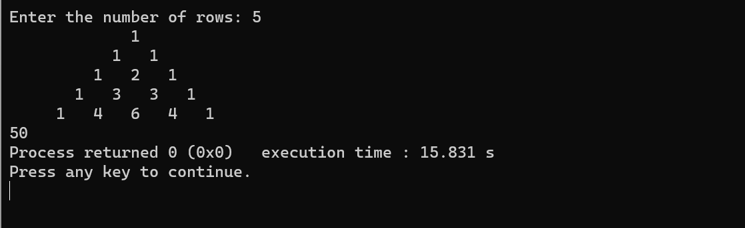 Enter the number of rows: 5
1
1 1
1 2 1
1 3 3 1
1 4 6 4 1
50
Process returned 0 (0x0)   execution time : 15.831 s
Press any key to continue.